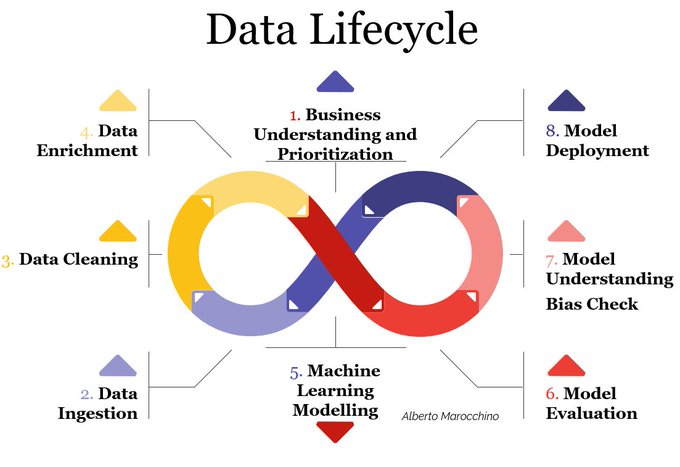 Data Lifecycle
1. Business
Understanding and
Prioritization
4. Data
Enrichment
8. Model
Deployment
3. Data Cleaning
7. Model
Understanding
Bias Check
2. Data
Ingestion
5. Machine
Learning
Modelling
6. Model
Evaluation
Alberto Marocchino